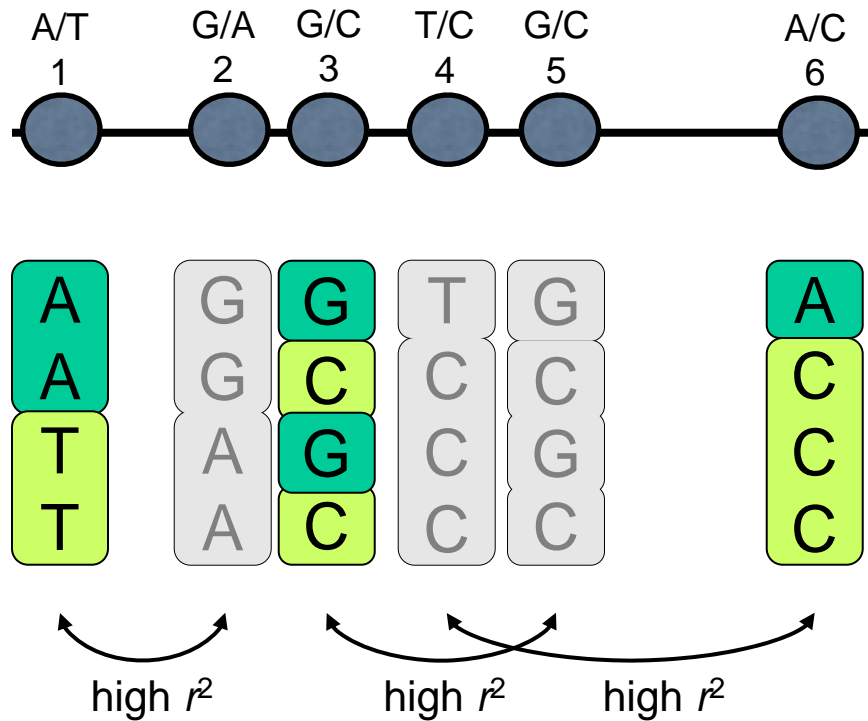 A/T G/A G/C T/C G/C A/C
1 2 3 4 5 6
A G G T G A
A G C C C C
T A G C G C
T A C C C C
high r² high r² high r²